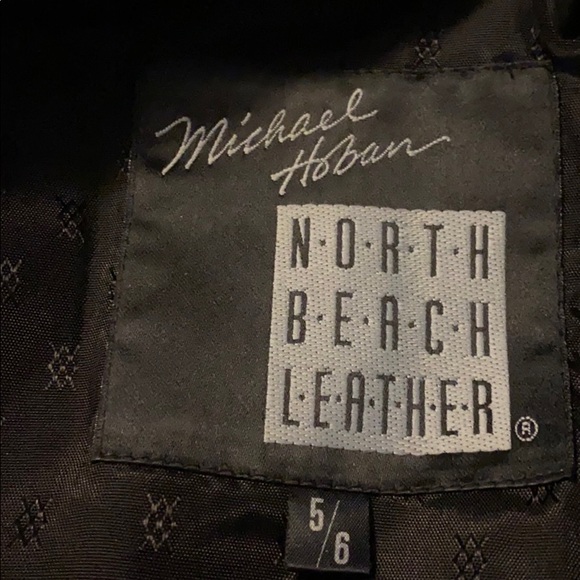 Michael
Hoban
N·O·R·T·H
B·E·A·C·H
L·E·A·T·H·E·R
®
5/6